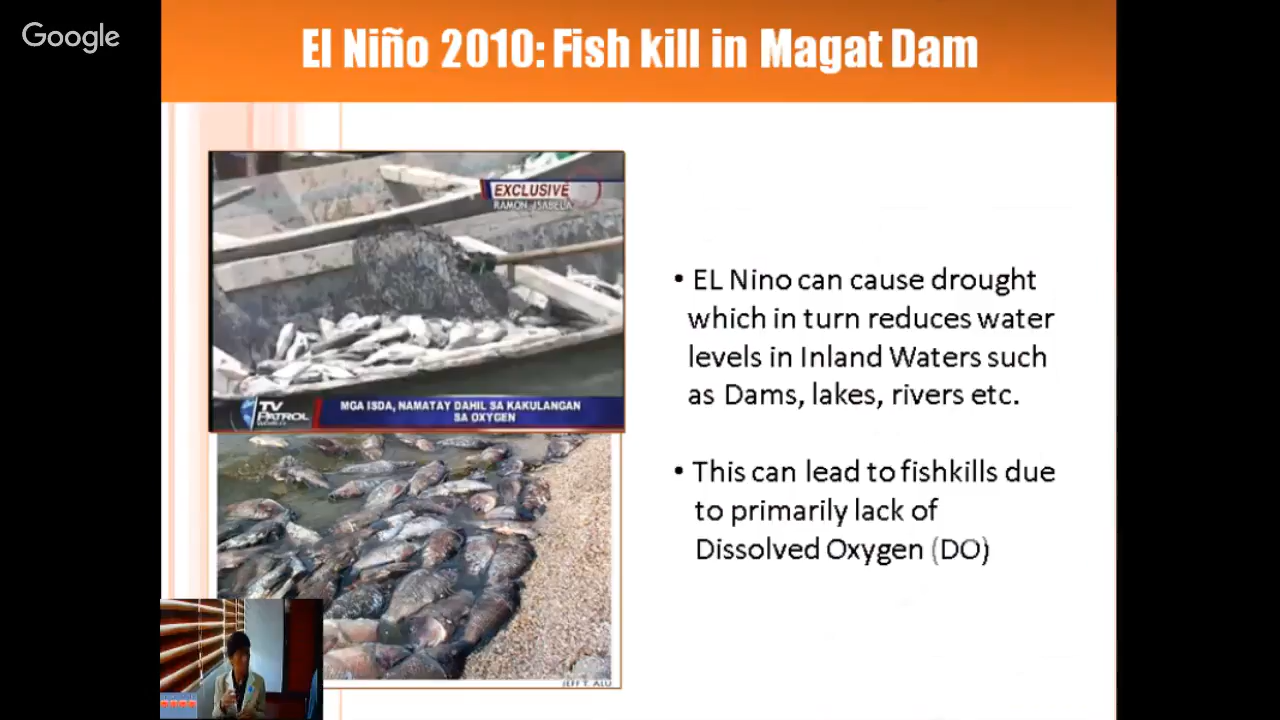 Google
El Niño 2010: Fish kill in Magat Dam
EXCLUSIVE
RAMON, ISABELA
TV
PATROL
MGA ISDA, NAMATAY DAHIL SA KAKULANGAN
SA OXYGEN
• EL Nino can cause drought
which in turn reduces water
levels in Inland Waters such
as Dams, lakes, rivers etc.
• This can lead to fishkills due
to primarily lack of
Dissolved Oxygen (DO)